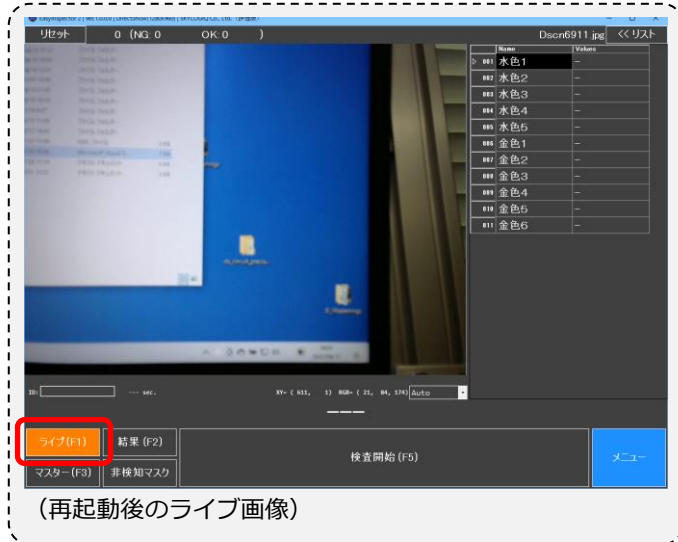 リセット 0 (NG: 0 OK: 0 ) Dscn6911.jpg <<リスト
Name Values
001 水色1 -
002 水色2 -
003 水色3 -
004 水色4 -
005 水色5 -
006 金色1 -
007 金色2 -
008 金色3 -
009 金色4 -
010 金色5 -
011 金色6 -
ID: --- sec. XY= ( 611, 1) RGB= ( 21, 84, 174) Auto
ーーー
ライブ(F1) 結果 (F2)
検査開始 (F5) メニュー
マスター(F3) 非検知マスク
（再起動後のライブ画像）